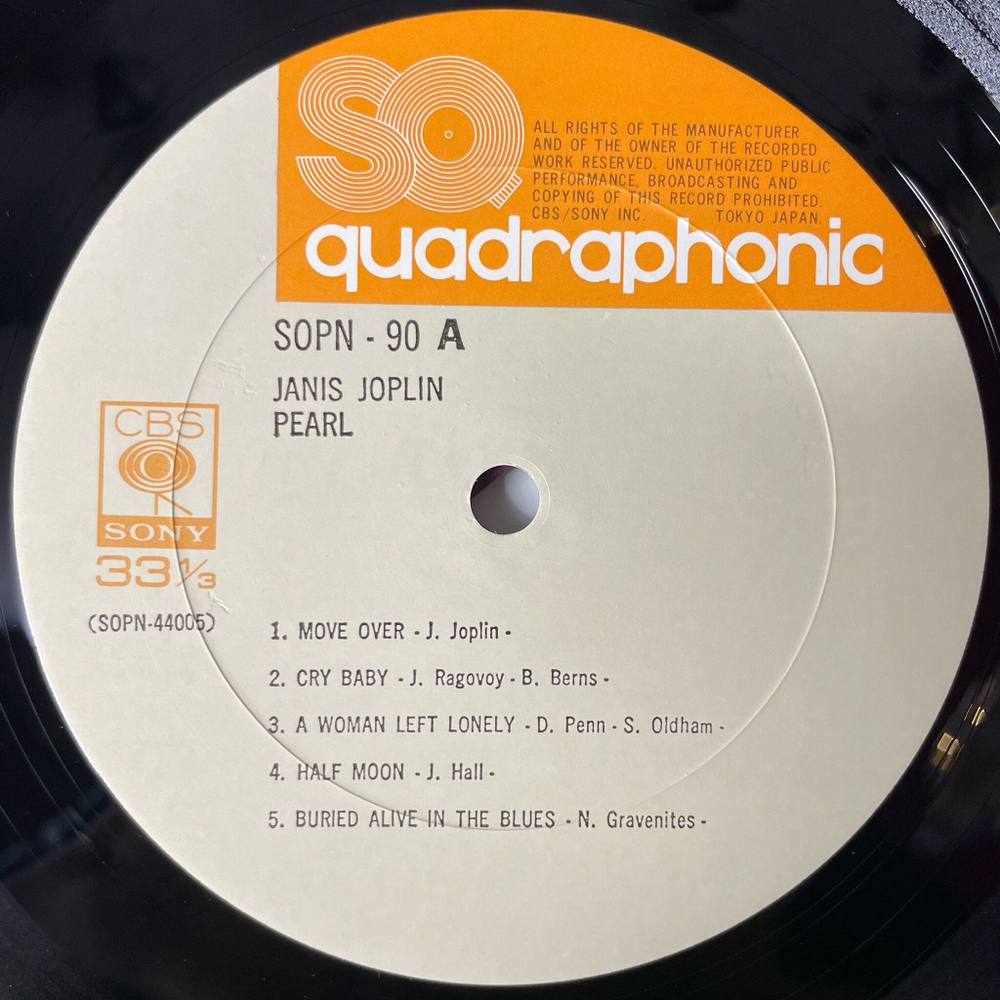 SQ
ALL RIGHTS OF THE MANUFACTURER
AND OF THE OWNER OF THE RECORDED
WORK RESERVED. UNAUTHORIZED PUBLIC
PERFORMANCE, BROADCASTING AND
COPYING OF THIS RECORD PROHIBITED.
CBS/SONY INC. TOKYO JAPAN.
quadraphonic
SOPN - 90 A
JANIS JOPLIN
PEARL
CBS
SONY
33 1/3
(SOPN-44005)
1. MOVE OVER - J. Joplin -
2. CRY BABY - J. Ragovoy - B. Berns -
3. A WOMAN LEFT LONELY - D. Penn - S. Oldham -
4. HALF MOON - J. Hall -
5. BURIED ALIVE IN THE BLUES - N. Gravenites -